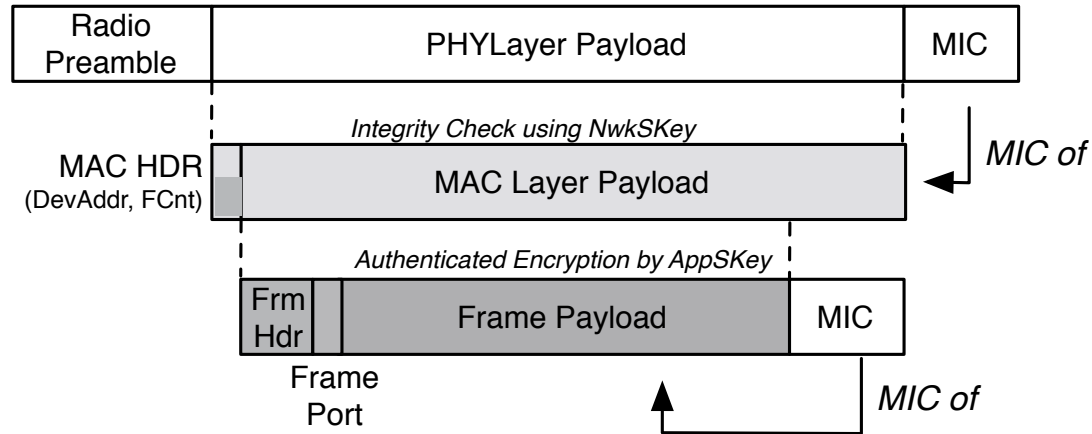 Radio
Preamble
PHYLayer Payload
MIC
Integrity Check using NwkSKey
MIC of
MAC HDR
(DevAddr, FCnt)
MAC Layer Payload
Authenticated Encryption by AppSKey
Frm
Hdr
Frame Payload
MIC
Frame
Port
MIC of